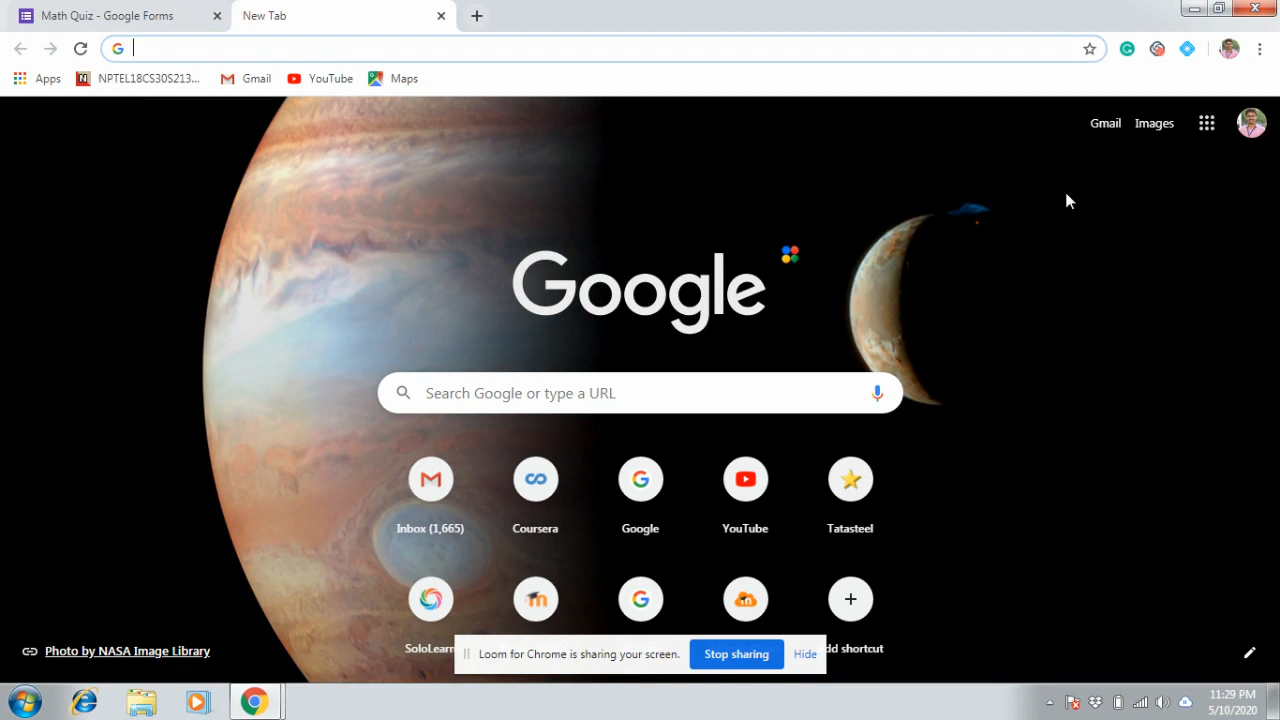 Math Quiz - Google Forms
New Tab
Apps
NPTEL18CS30S213...
Gmail
YouTube
Maps
Gmail
Images
Google
Search Google or type a URL
Inbox (1,665)
Coursera
Google
YouTube
Tatasteel
SoloLearn
dd shortcut
Photo by NASA Image Library
Loom for Chrome is sharing your screen.
Stop sharing
Hide
11:29 PM
5/10/2020